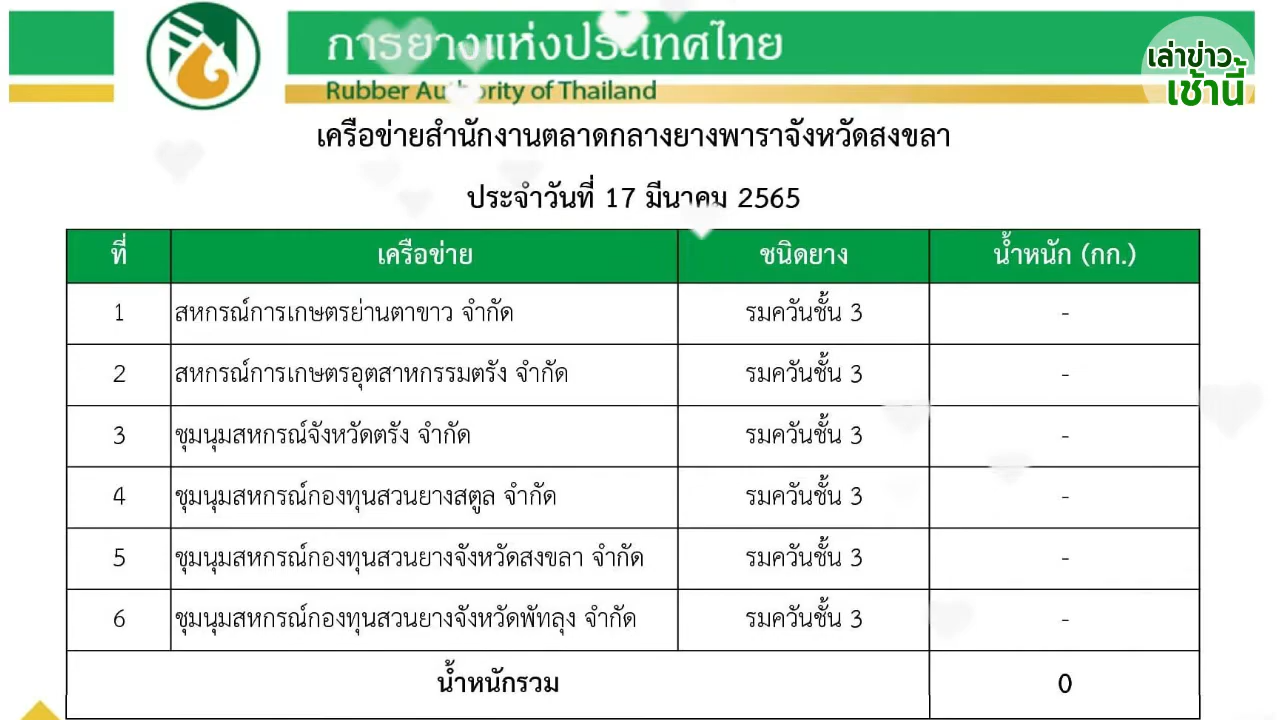 การยางแห่งประเทศไทย
Rubber Authority of Thailand
เล่าข่าว
เช้านี้
เครือข่ายสำนักงานตลาดกลางยางพาราจังหวัดสงขลา
ประจำวันที่ 17 มีนาคม 2565
ที่ เครือข่าย ชนิดยาง น้ำหนัก (กก.)
1 สหกรณ์การเกษตรย่านตาขาว จำกัด รมควันชั้น 3 -
2 สหกรณ์การเกษตรอุตสาหกรรมตรัง จำกัด รมควันชั้น 3 -
3 ชุมนุมสหกรณ์จังหวัดตรัง จำกัด รมควันชั้น 3 -
4 ชุมนุมสหกรณ์กองทุนสวนยางสตูล จำกัด รมควันชั้น 3 -
5 ชุมนุมสหกรณ์กองทุนสวนยางจังหวัดสงขลา จำกัด รมควันชั้น 3 -
6 ชุมนุมสหกรณ์กองทุนสวนยางจังหวัดพัทลุง จำกัด รมควันชั้น 3 -
น้ำหนักรวม 0